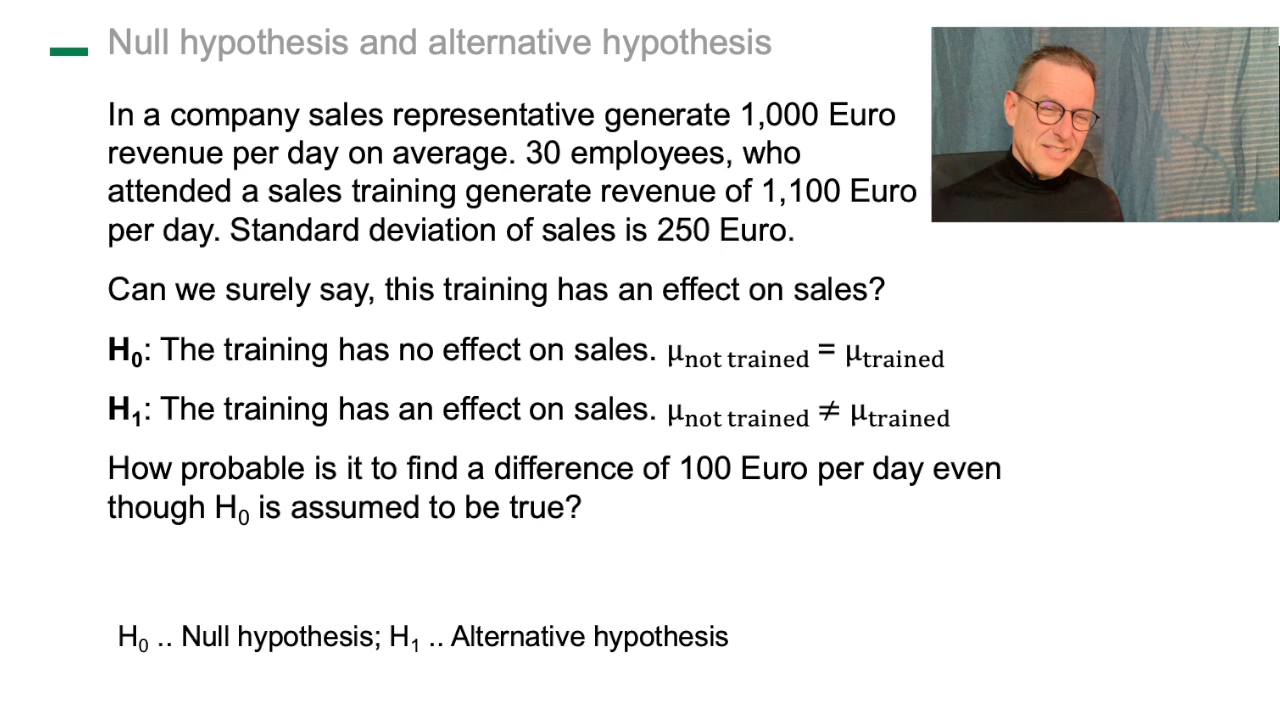 Null hypothesis and alternative hypothesis
In a company sales representative generate 1,000 Euro
revenue per day on average. 30 employees, who
attended a sales training generate revenue of 1,100 Euro
per day. Standard deviation of sales is 250 Euro.
Can we surely say, this training has an effect on sales?
H₀: The training has no effect on sales. μnot trained = μtrained
H₁: The training has an effect on sales. μnot trained ≠ μtrained
How probable is it to find a difference of 100 Euro per day even
though H₀ is assumed to be true?
H₀ .. Null hypothesis; H₁ .. Alternative hypothesis